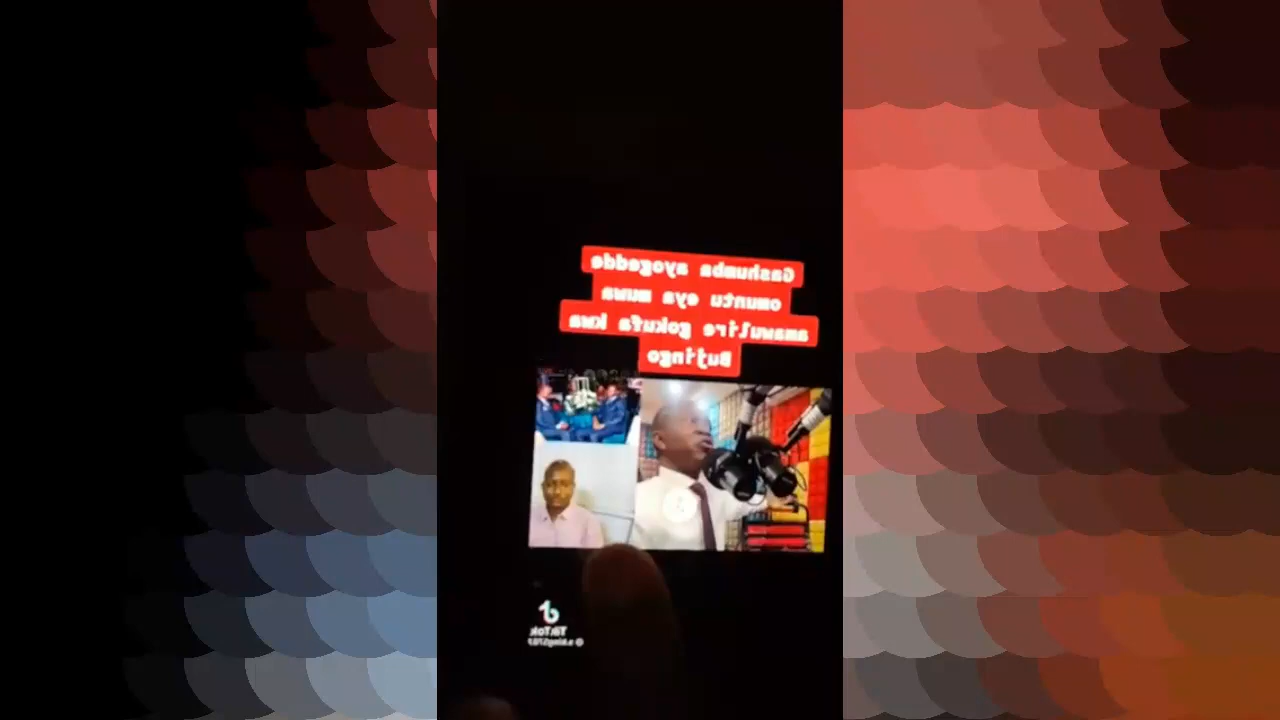 Gashumba ayogedde
omuntu eya muwa
amawulire gokufa kwa
Bujingo
TikTok